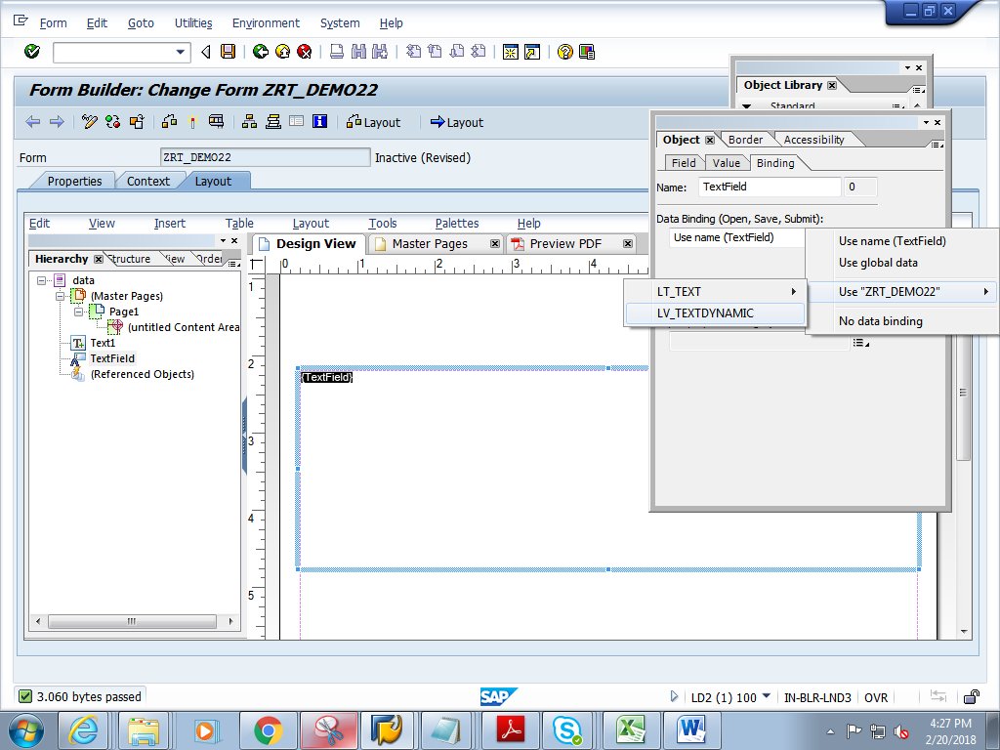 Form Edit Goto Utilities Environment System Help
Form Builder: Change Form ZRT_DEMO22
Layout Layout
Form ZRT_DEMO22 Inactive (Revised)
Properties Context Layout
Edit View Insert Table Layout Tools Palettes Help
Hierarchy Structure
data
(Master Pages)
Page1
(untitled Content Area
Text1
TextField
(Referenced Objects)
Design View Master Pages Preview PDF
0 1 2 3 4
1
2
3
4
5
{TextField}
Object Library
Standard
Object Border Accessibility
Field Value Binding
Name: TextField 0
Data Binding (Open, Save, Submit):
Use name (TextField)
Use name (TextField)
Use global data
Use "ZRT_DEMO22"
No data binding
LT_TEXT
LV_TEXTDYNAMIC
3.060 bytes passed
SAP
LD2 (1) 100 IN-BLR-LND3 OVR
4:27 PM
2/20/2018